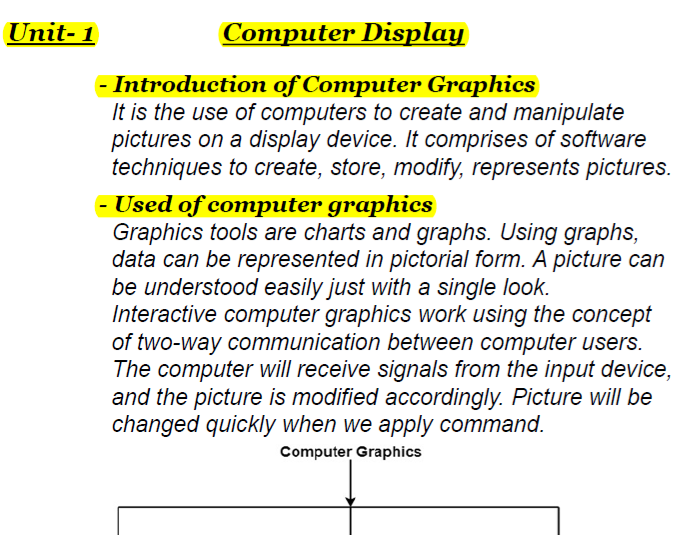 Unit- 1 Computer Display
- Introduction of Computer Graphics
It is the use of computers to create and manipulate
pictures on a display device. It comprises of software
techniques to create, store, modify, represents pictures.
- Used of computer graphics
Graphics tools are charts and graphs. Using graphs,
data can be represented in pictorial form. A picture can
be understood easily just with a single look.
Interactive computer graphics work using the concept
of two-way communication between computer users.
The computer will receive signals from the input device,
and the picture is modified accordingly. Picture will be
changed quickly when we apply command.
Computer Graphics